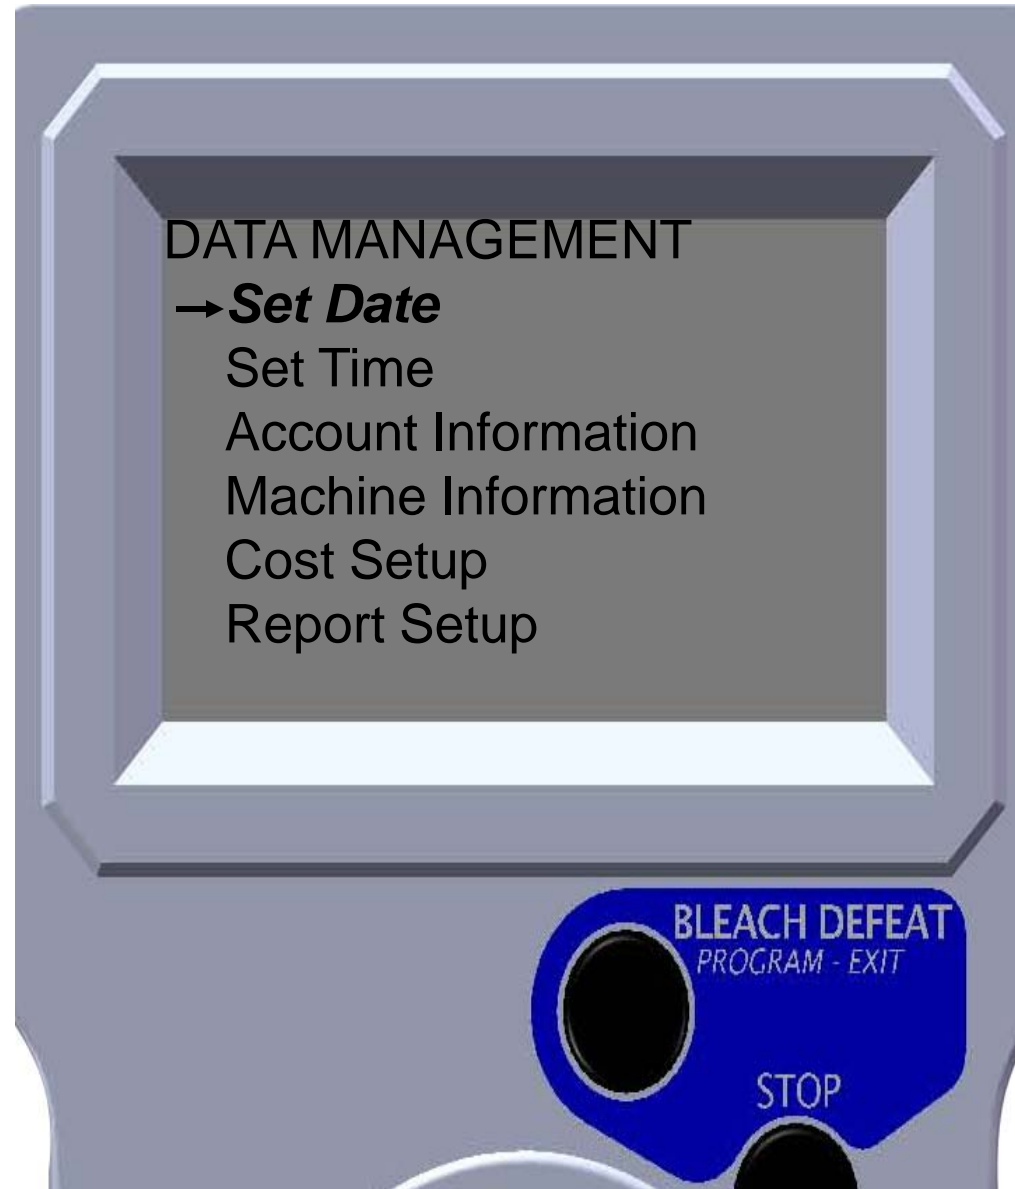 DATA MANAGEMENT
→Set Date
Set Time
Account Information
Machine Information
Cost Setup
Report Setup
BLEACH DEFEAT
PROGRAM - EXIT
STOP